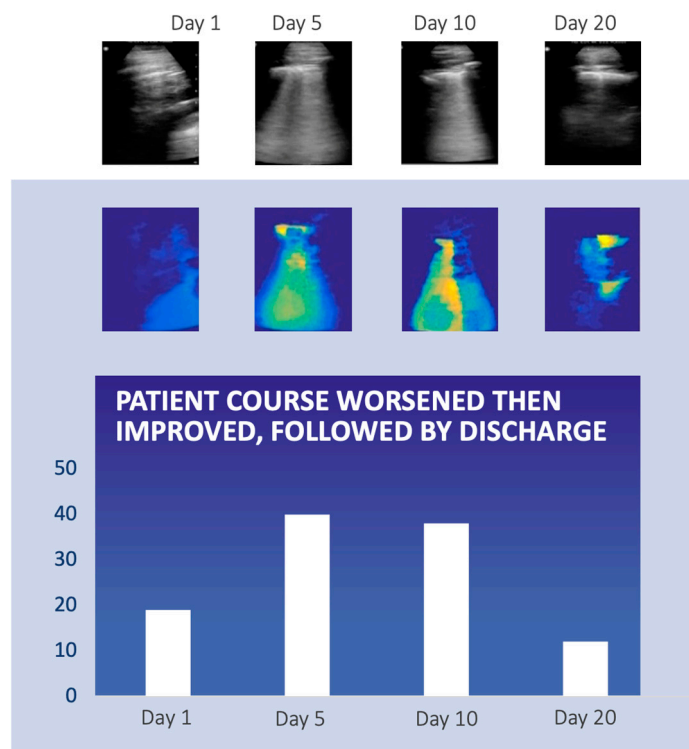 Day 1 Day 5 Day 10 Day 20
PATIENT COURSE WORSENED THEN
IMPROVED, FOLLOWED BY DISCHARGE
50
40
30
20
10
0
Day 1 Day 5 Day 10 Day 20